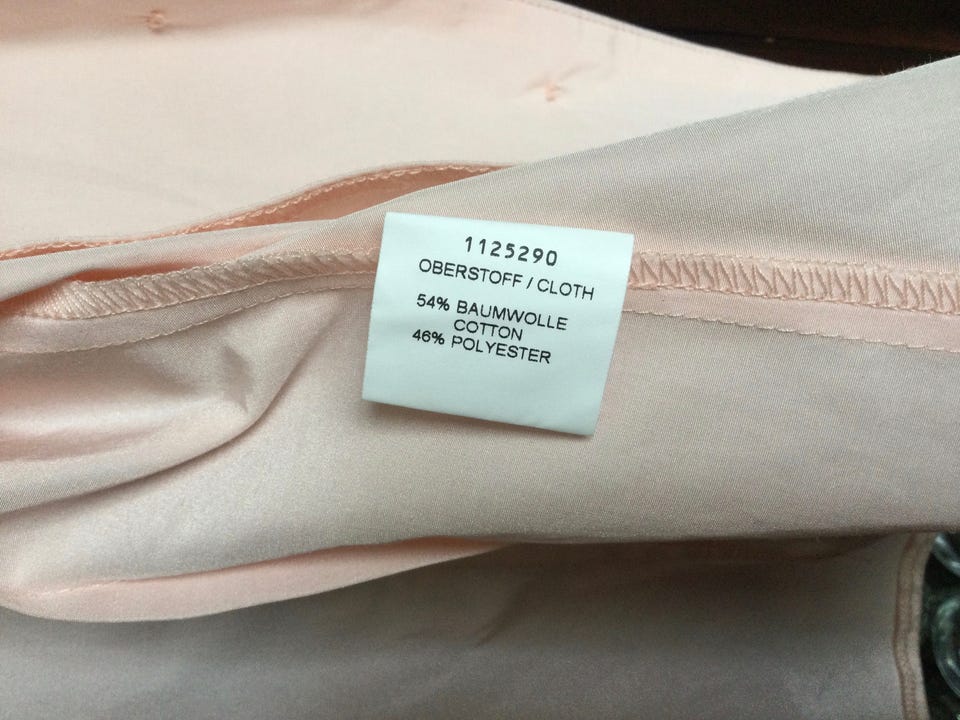 1125290
OBERSTOFF / CLOTH
54% BAUMWOLLE
COTTON
46% POLYESTER